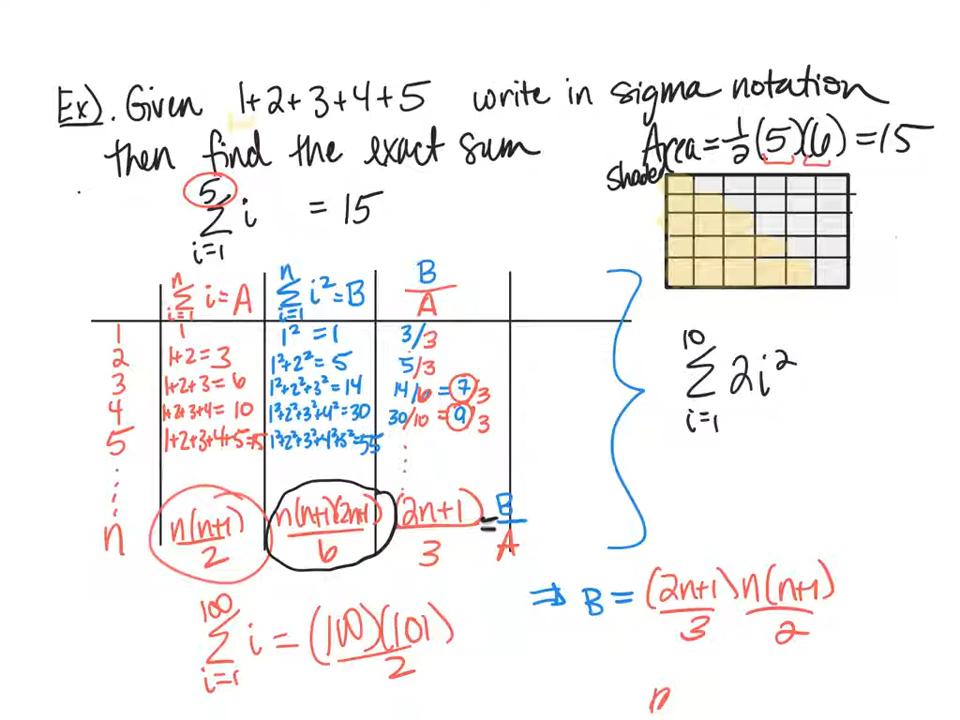 Ex). Given 1+2+3+4+5 write in sigma notation
then find the exact sum
Area = 1/2 (5)(6) = 15
shaded
5 Σ i=1 i = 15
n Σ i=1 i = A | n Σ i=1 i² = B | B/A
1 | 1 | 1² = 1 | 3/3
2 | 1+2 = 3 | 1²+2² = 5 | 5/3
3 | 1+2+3 = 6 | 1²+2²+3² = 14 | 14/6 = 7/3
4 | 1+2+3+4 = 10 | 1²+2²+3²+4² = 30 | 30/10 = 9/3
5 | 1+2+3+4+5=15 | 1²+2²+3²+4²+5²=55
n | n(n+1)/2 | n(n+1)(2n+1)/6 | (2n+1)/3 = B/A
10 Σ i=1 2i²
⇒ B = (2n+1)/3 n(n+1)/2
100 Σ i=1 i = (100)(101)/2
n